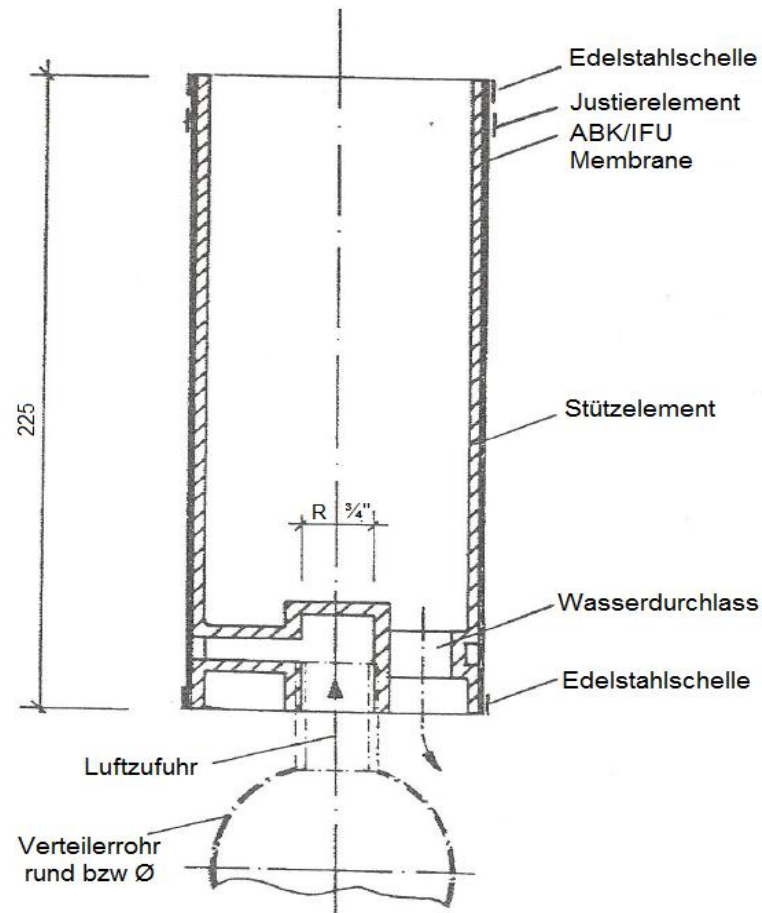 Edelstahlschelle
Justierelement
ABK/IFU
Membrane
225
Stützelement
R ¾"
Wasserdurchlass
Edelstahlschelle
Luftzufuhr
Verteilerrohr
rund bzw Ø